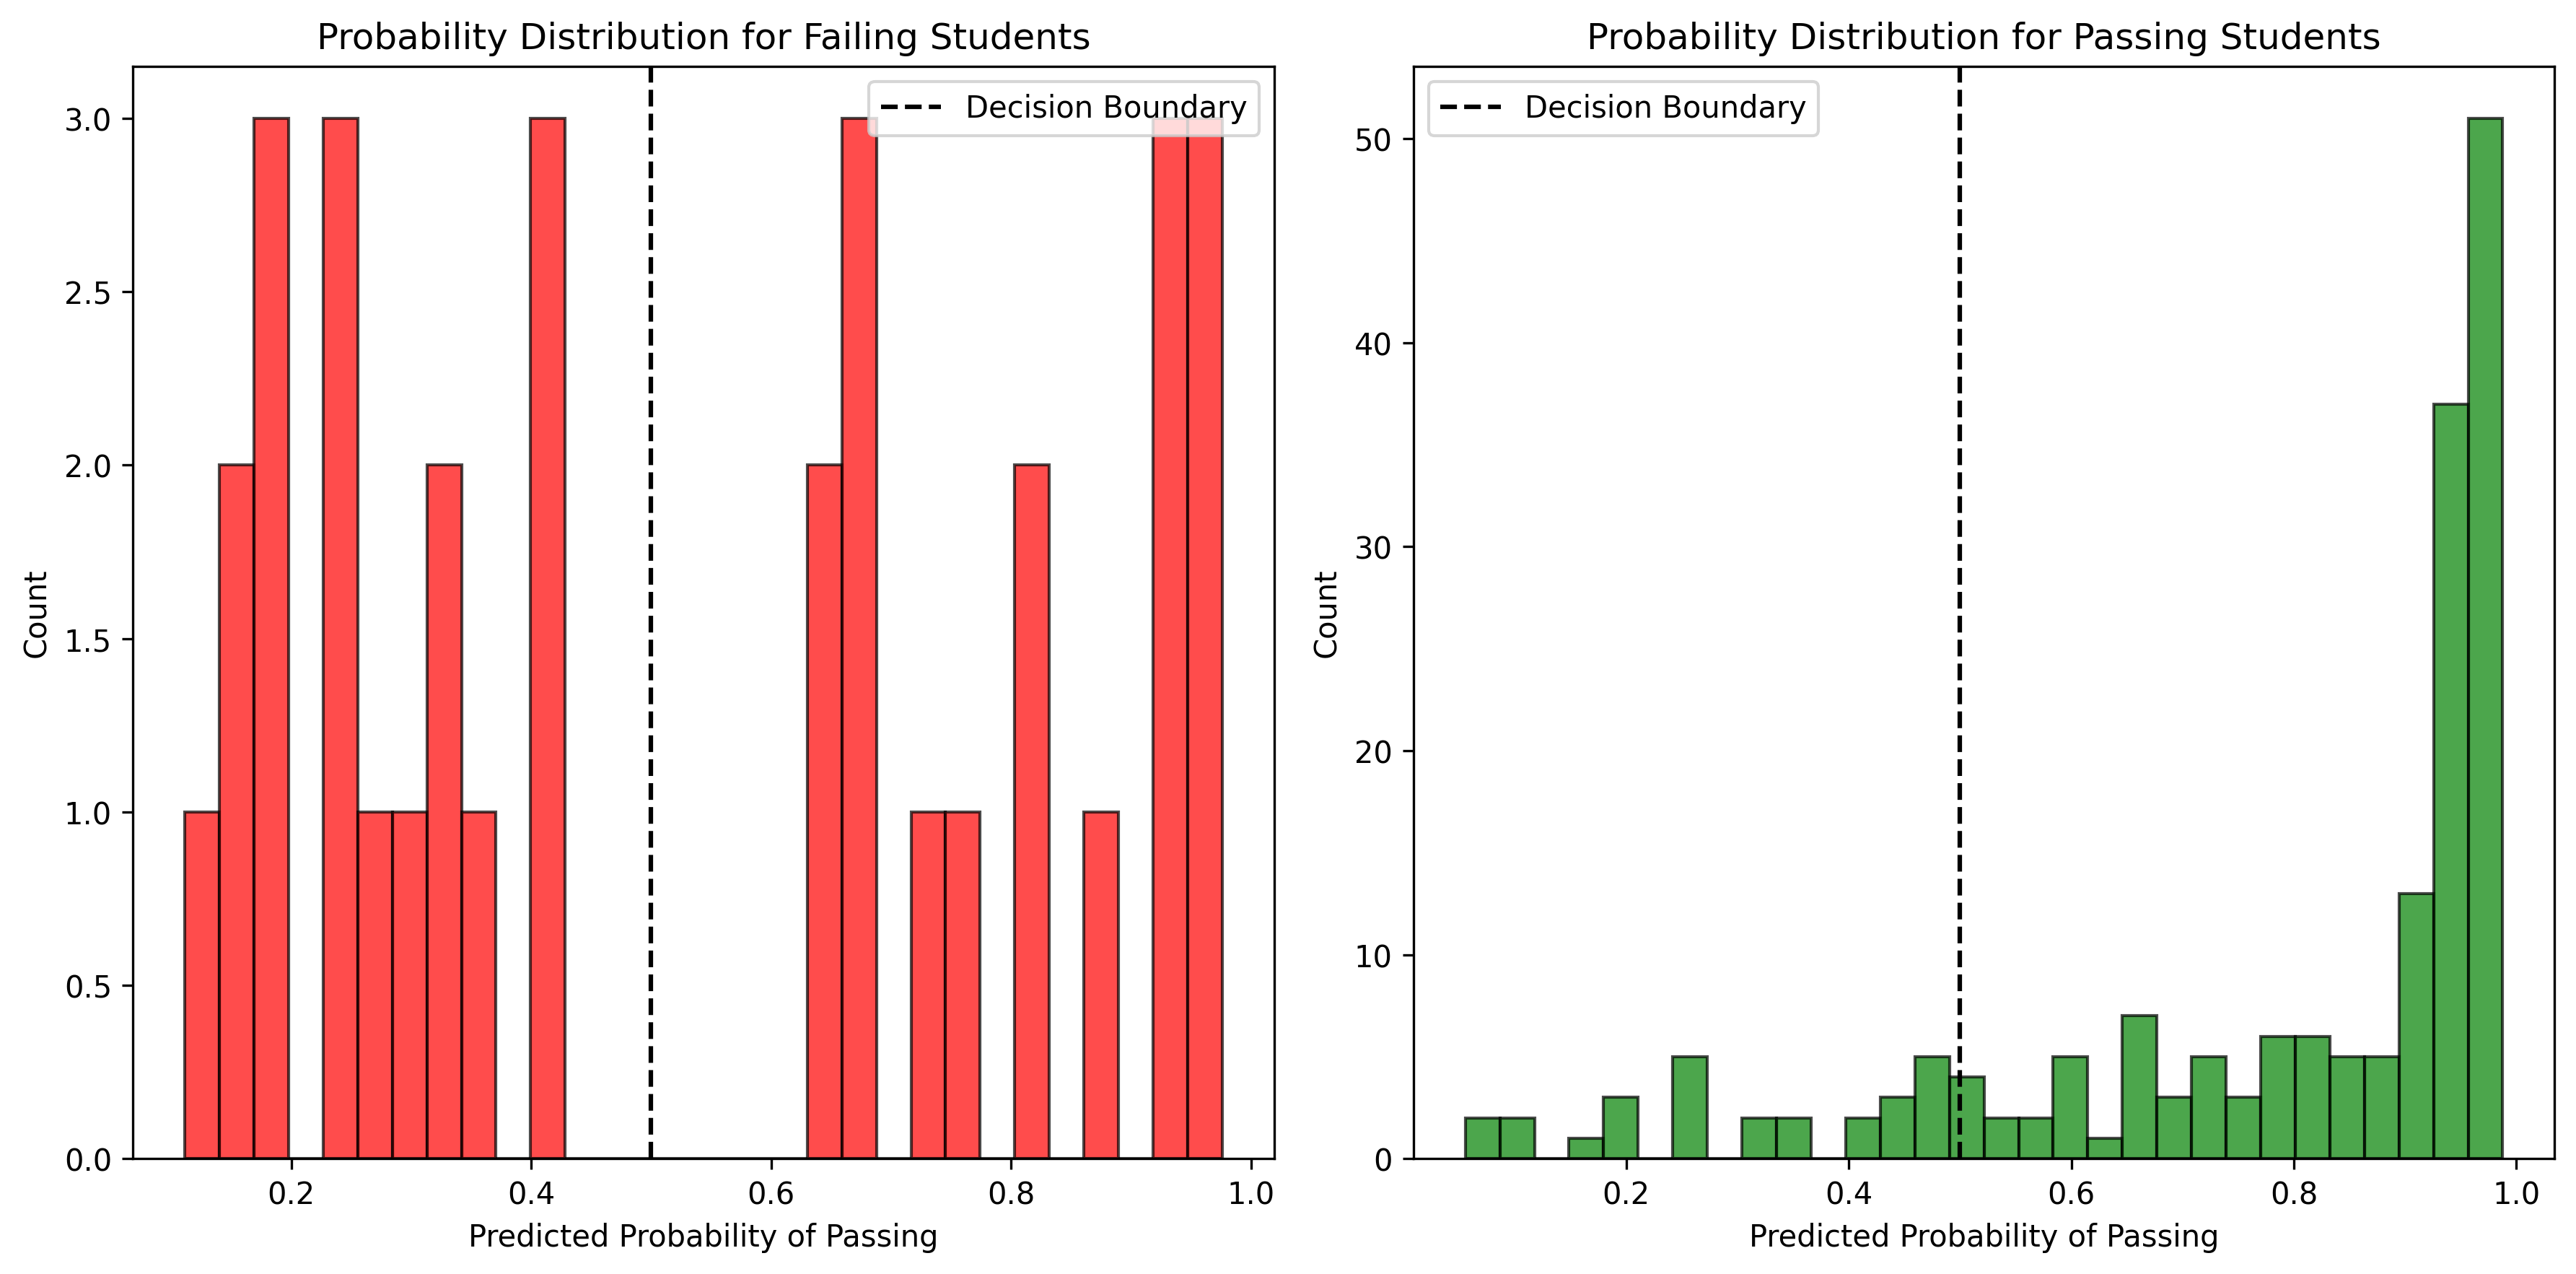 Probability Distribution for Failing Students
Decision Boundary
3.0
2.5
2.0
1.5
1.0
0.5
0.0
Count
0.2 0.4 0.6 0.8 1.0
Predicted Probability of Passing
Probability Distribution for Passing Students
Decision Boundary
50
40
30
20
10
0
Count
0.2 0.4 0.6 0.8 1.0
Predicted Probability of Passing